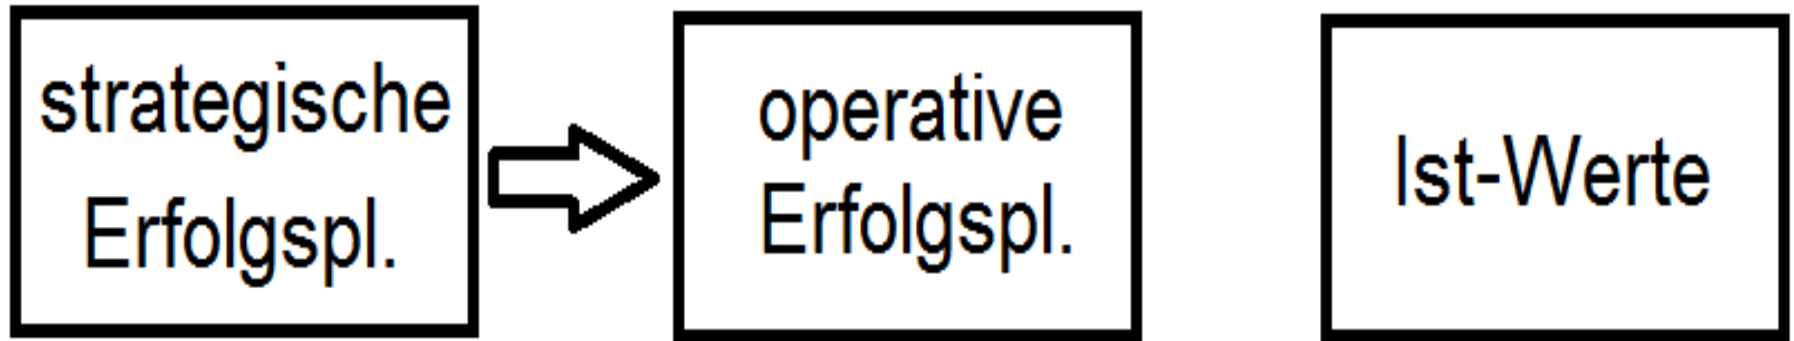 strategische
Erfolgspl.
operative
Erfolgspl.
Ist-Werte